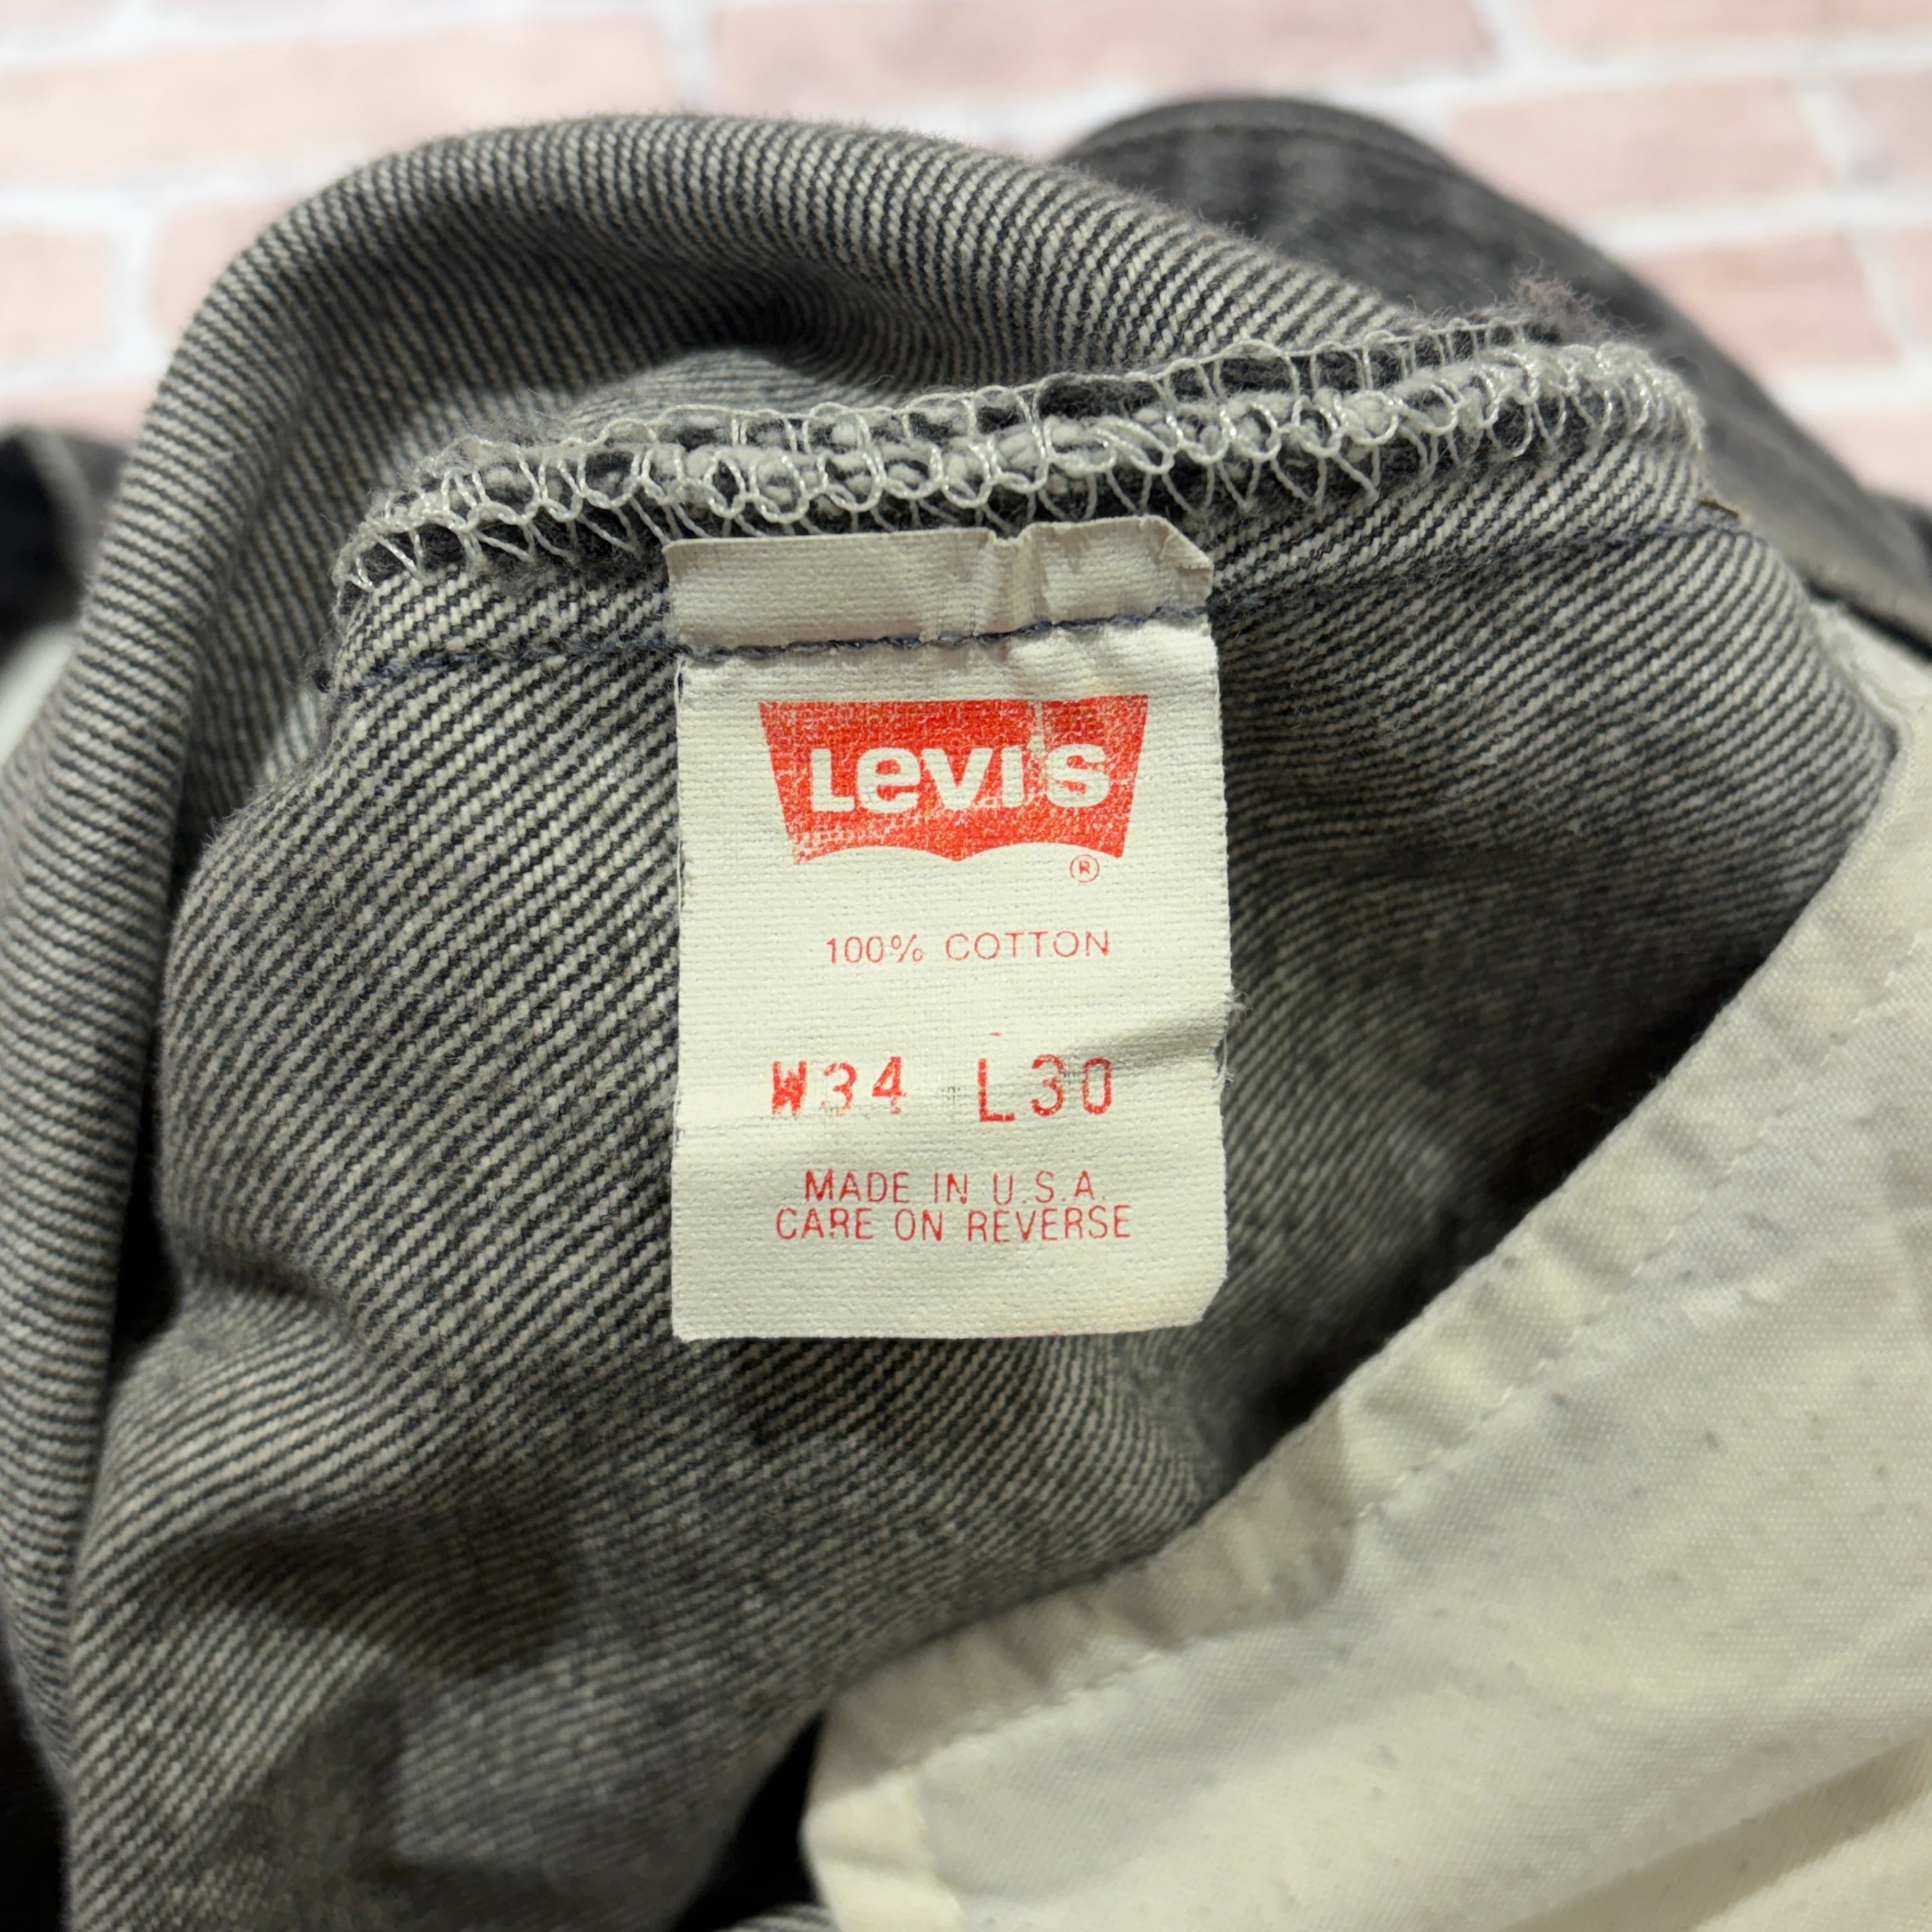 Levi's
®
100% COTTON
W34 L30
MADE IN U.S.A.
CARE ON REVERSE